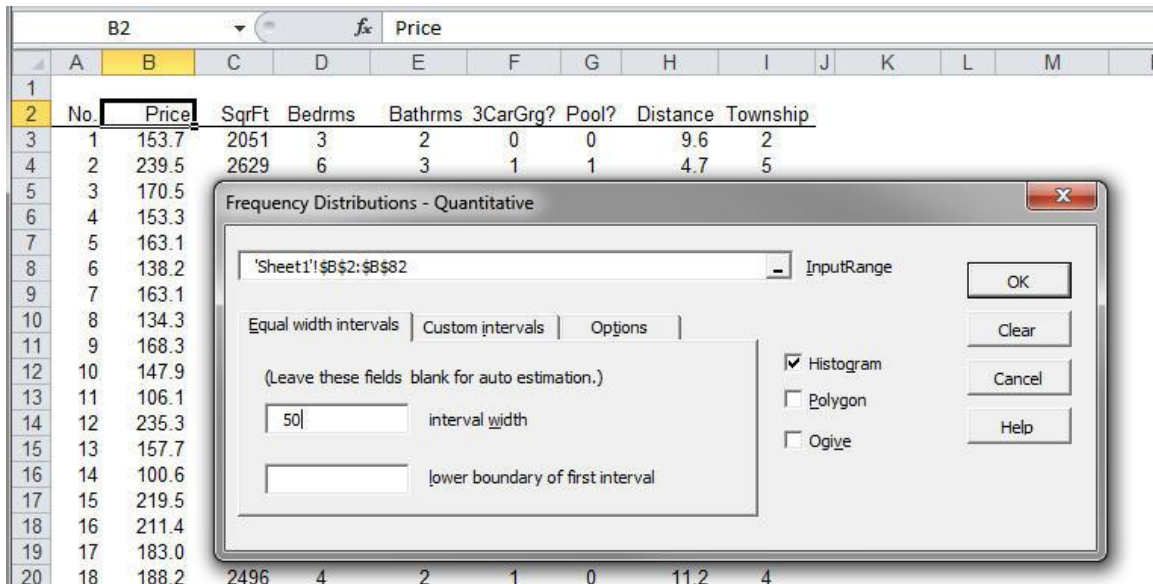 B2 fx Price
A B C D E F G H I J K L M
1
2 No. Price SqrFt Bedrms Bathrms 3CarGrg? Pool? Distance Township
3 1 153.7 2051 3 2 0 0 9.6 2
4 2 239.5 2629 6 3 1 1 4.7 5
5 3 170.5
6 4 153.3
7 5 163.1
8 6 138.2
9 7 163.1
10 8 134.3
11 9 168.3
12 10 147.9
13 11 106.1
14 12 235.3
15 13 157.7
16 14 100.6
17 15 219.5
18 16 211.4
19 17 183.0
20 18 188.2 2496 4 2 1 0 11.2 4
Frequency Distributions - Quantitative
'Sheet1'!$B$2:$B$82 InputRange
Equal width intervals Custom intervals Options
(Leave these fields blank for auto estimation.)
50 interval width
lower boundary of first interval
Histogram
Polygon
Ogive
OK
Clear
Cancel
Help